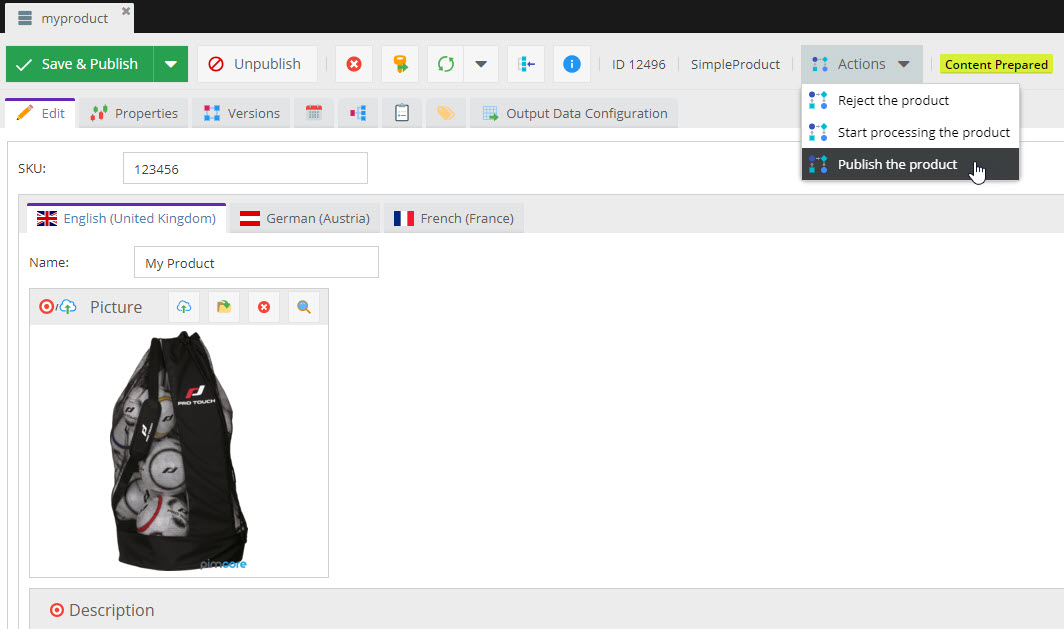 myproduct
Save & Publish
Unpublish
ID 12496
SimpleProduct
Actions
Content Prepared
Edit
Properties
Versions
Output Data Configuration
Reject the product
Start processing the product
Publish the product
SKU:
123456
English (United Kingdom)
German (Austria)
French (France)
Name:
My Product
Picture
PRO TOUCH
PRO TOUCH
pimcore
Description